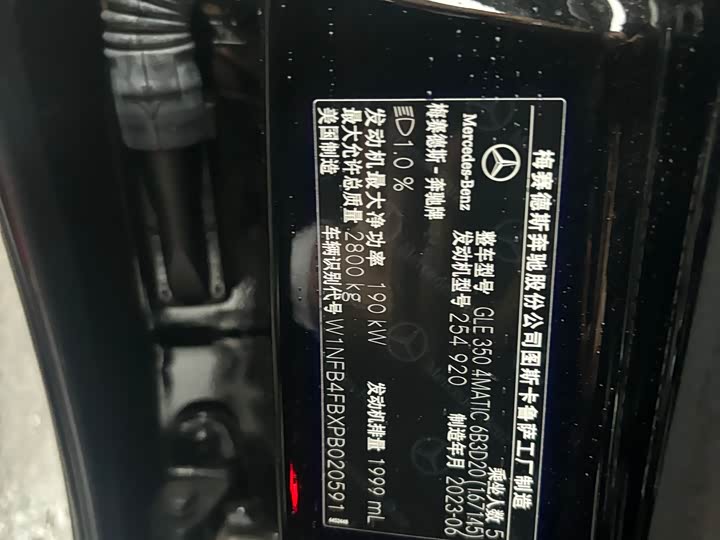 梅赛德斯奔驰股份公司图斯卡鲁萨工厂制造
Mercedes-Benz
梅赛德斯-奔驰牌
乘坐人数 5
整车型号 GLE 350 4MATIC 6B3D20(167145)
发动机型号 254 920 制造年月 2023-06
1.0 %
发动机最大净功率 190 kW 发动机排量 1999 mL
最大允许总质量 2800 kg
美国制造 车辆识别代号 W1NFB4FBXPB020591